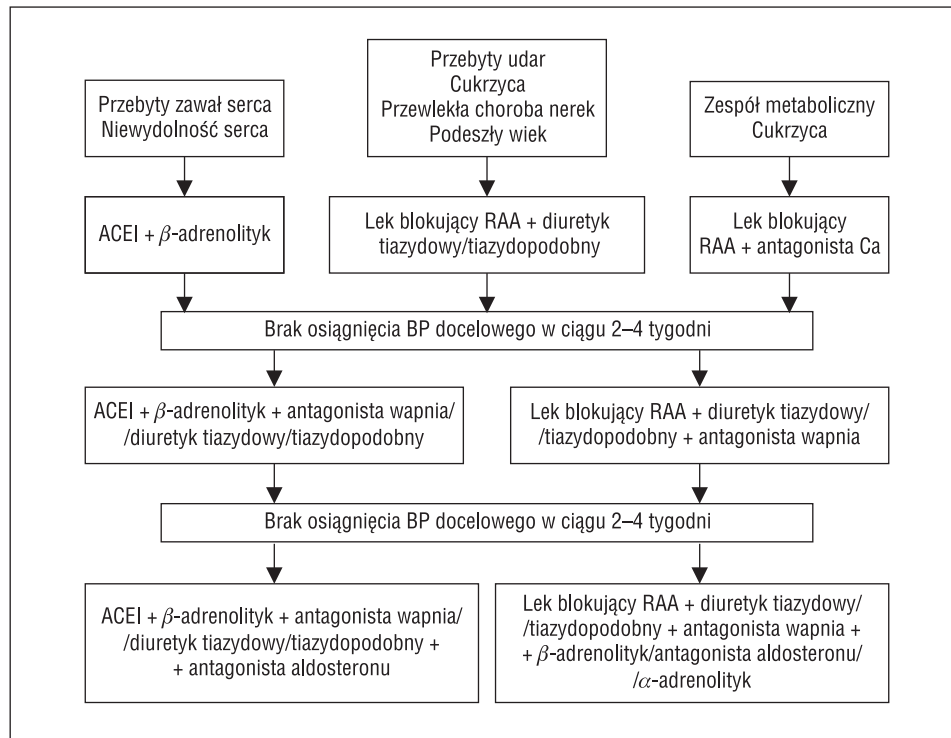 Przebyty zawał serca
Niewydolność serca
Przebyty udar
Cukrzyca
Przewlekła choroba nerek
Podeszły wiek
Zespół metaboliczny
Cukrzyca
ACEI + β-adrenolityk
Lek blokujący RAA + diuretyk
tiazydowy/tiazydopodobny
Lek blokujący
RAA + antagonista Ca
Brak osiągnięcia BP docelowego w ciągu 2–4 tygodni
ACEI + β-adrenolityk + antagonista wapnia/
/diuretyk tiazydowy/tiazydopodobny
Lek blokujący RAA + diuretyk tiazydowy/
/tiazydopodobny + antagonista wapnia
Brak osiągnięcia BP docelowego w ciągu 2–4 tygodni
ACEI + β-adrenolityk + antagonista wapnia/
/diuretyk tiazydowy/tiazydopodobny +
+ antagonista aldosteronu
Lek blokujący RAA + diuretyk tiazydowy/
/tiazydopodobny + antagonista wapnia +
+ β-adrenolityk/antagonista aldosteronu/
/α-adrenolityk